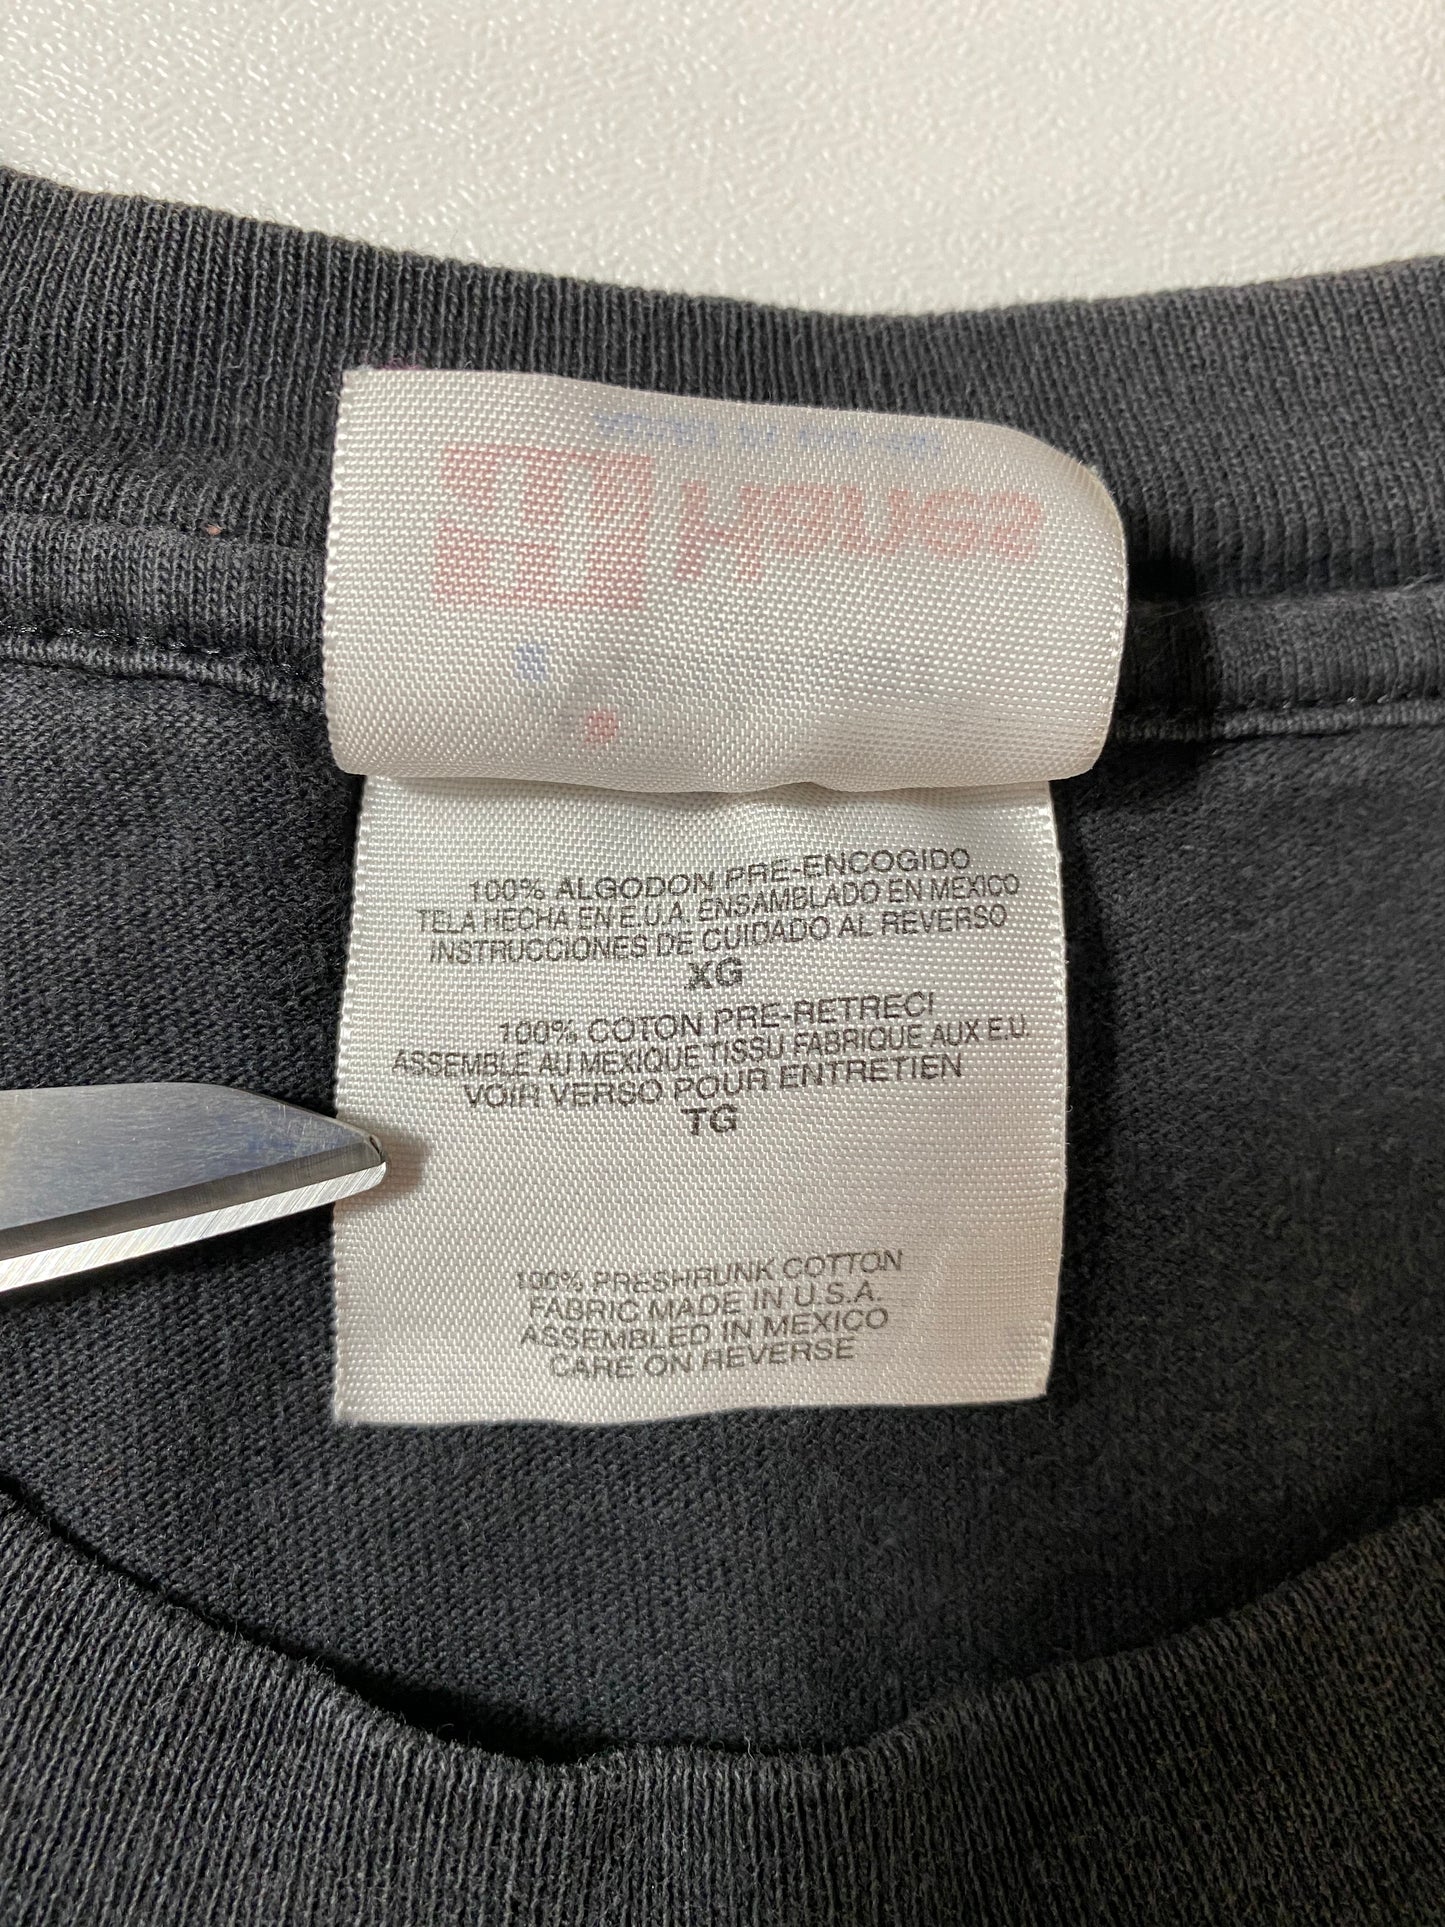 100% ALGODON PRE-ENCOGIDO
TELA HECHA EN E.U.A. ENSAMBLADO EN MEXICO
INSTRUCCIONES DE CUIDADO AL REVERSO
XG
100% COTON PRE-RETRECI
ASSEMBLE AU MEXIQUE TISSU FABRIQUE AUX E.U.
VOIR VERSO POUR ENTRETIEN
TG
100% PRESHRUNK COTTON
FABRIC MADE IN U.S.A.
ASSEMBLED IN MEXICO
CARE ON REVERSE